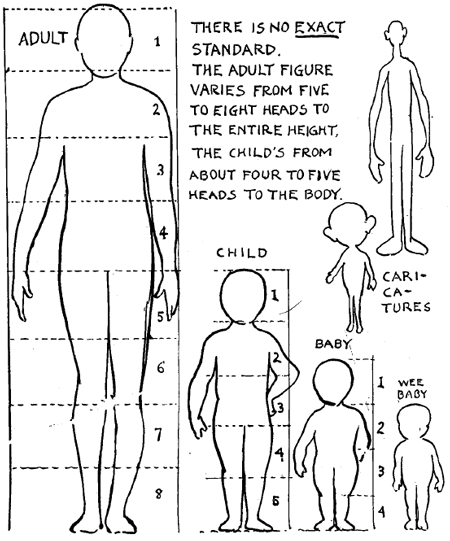 ADULT
1
2
3
4
5
6
7
8
THERE IS NO EXACT
STANDARD.
THE ADULT FIGURE
VARIES FROM FIVE
TO EIGHT HEADS TO
THE ENTIRE HEIGHT,
THE CHILD'S FROM
ABOUT FOUR TO FIVE
HEADS TO THE BODY.
CARI-
CA-
TURES
CHILD
1
2
3
4
5
BABY
1
2
3
4
WEE
BABY